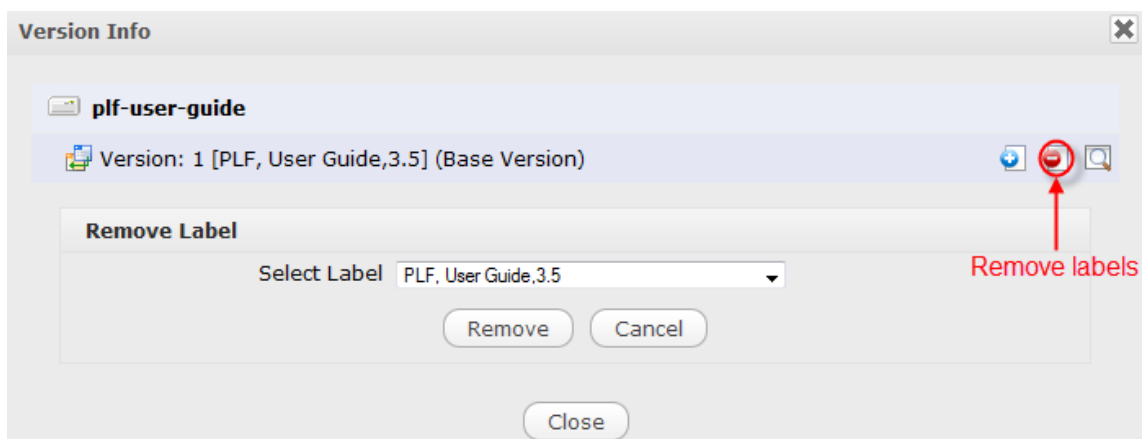 Version Info
plf-user-guide
Version: 1 [PLF, User Guide,3.5] (Base Version)
Remove Label
Select Label PLF, User Guide,3.5
Remove labels
Remove Cancel
Close